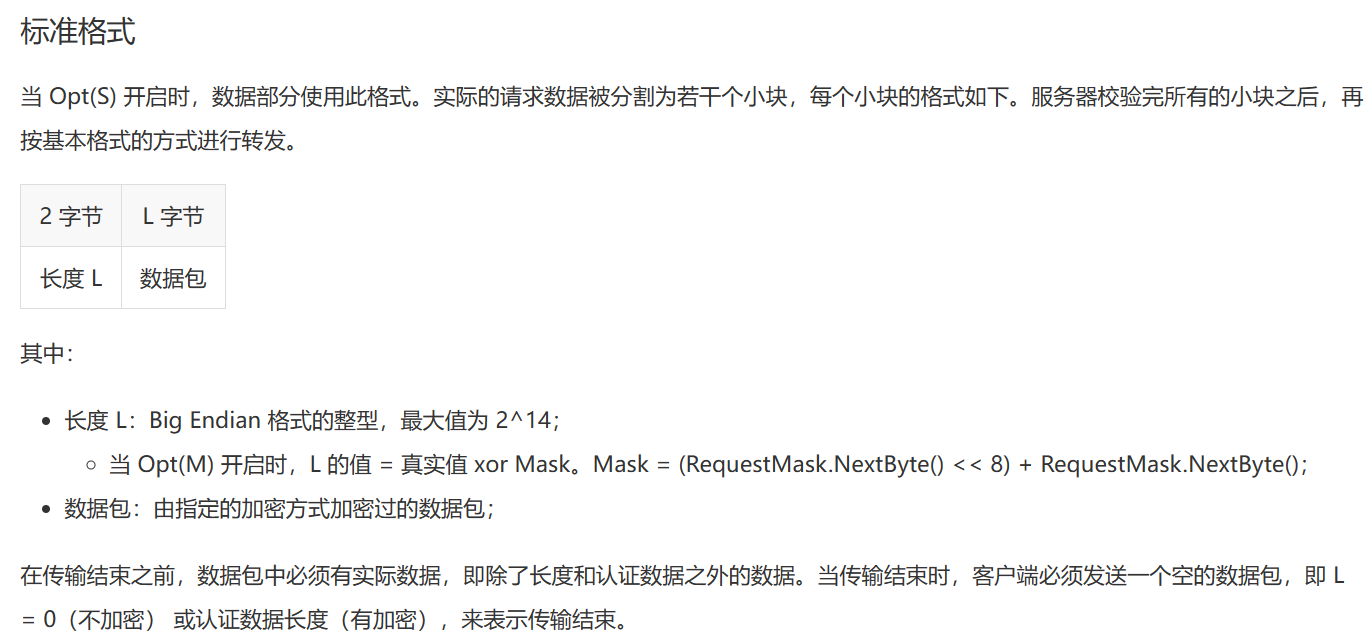 标准格式
当 Opt(S) 开启时，数据部分使用此格式。实际的请求数据被分割为若干个小块，每个小块的格式如下。服务器校验完所有的小块之后，再
按基本格式的方式进行转发。
2 字节 L 字节
长度 L 数据包
其中：
• 长度 L：Big Endian 格式的整型，最大值为 2^14；
○ 当 Opt(M) 开启时，L 的值 = 真实值 xor Mask。Mask = (RequestMask.NextByte() << 8) + RequestMask.NextByte();
• 数据包：由指定的加密方式加密过的数据包；
在传输结束之前，数据包中必须有实际数据，即除了长度和认证数据之外的数据。当传输结束时，客户端必须发送一个空的数据包，即 L
= 0（不加密） 或认证数据长度（有加密），来表示传输结束。